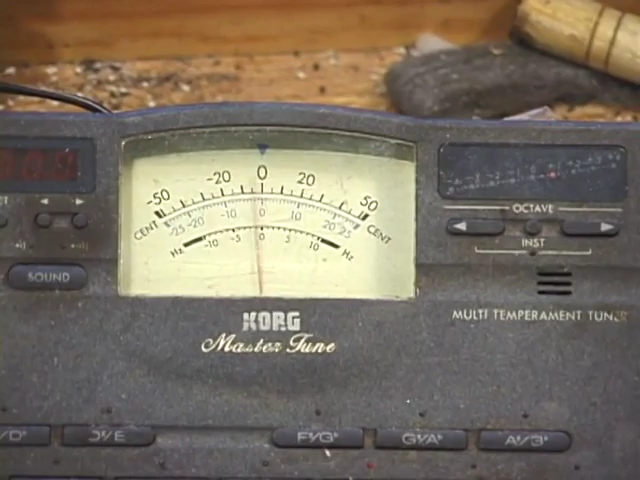 -50 -20 0 20 50
CENT -25 -20 -10 0 10 20 25 CENT
Hz -10 -5 0 5 10 Hz
OCTAVE
INST
SOUND
KORG
Master Tune
MULTI TEMPERAMENT TUNER
F♯/G♭ G♯/A♭ A♯/B♭